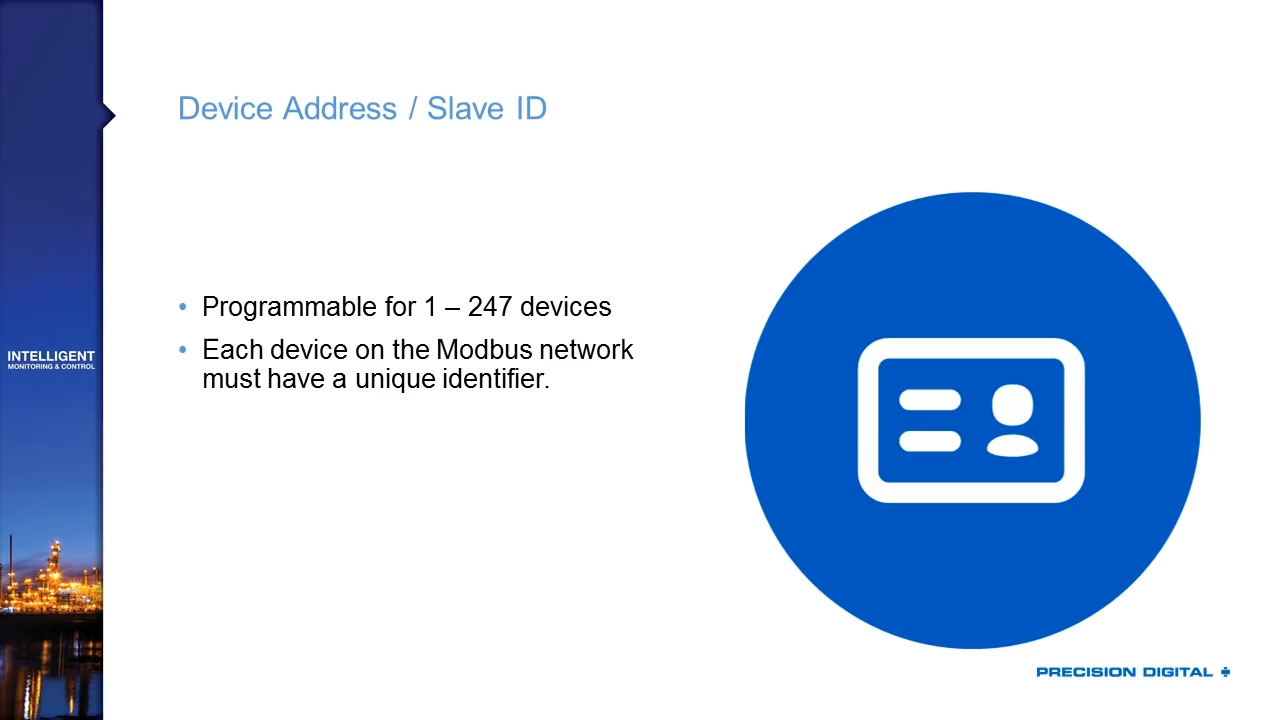 Device Address / Slave ID
• Programmable for 1 – 247 devices
• Each device on the Modbus network
must have a unique identifier.
INTELLIGENT
MONITORING & CONTROL
PRECISION DIGITAL